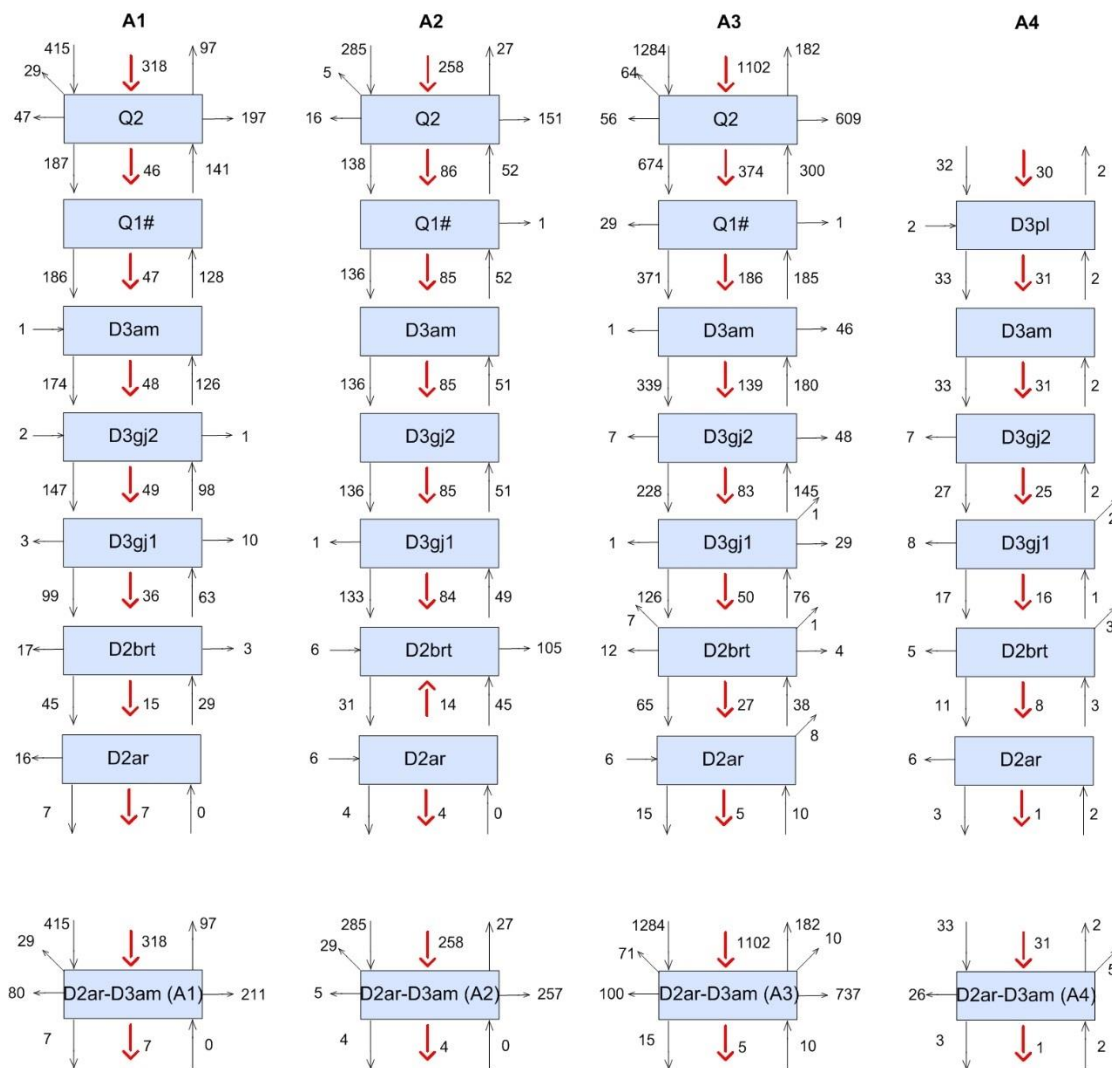 A1 A2 A3 A4
415 97 285 27 1284 182
29 318 5 258 64 1102
47 Q2 197 16 Q2 151 56 Q2 609
187 46 141 138 86 52 674 374 300 32 30 2
Q1# Q1# 1 29 Q1# 1 2 D3pl
186 47 128 136 85 52 371 186 185 33 31 2
1 D3am D3am 1 D3am 46 D3am
174 48 126 136 85 51 339 139 180 33 31 2
2 D3gj2 1 D3gj2 7 D3gj2 48 7 D3gj2
147 49 98 136 85 51 228 83 145 27 25 2
1 2
3 D3gj1 10 1 D3gj1 1 D3gj1 29 8 D3gj1
99 36 63 133 84 49 126 50 76 17 16 1
7 1 3
17 D2brt 3 6 D2brt 105 12 D2brt 4 5 D2brt
45 15 29 31 14 45 65 27 38 11 8 3
8
16 D2ar 6 D2ar 6 D2ar 6 D2ar
7 7 0 4 4 0 15 5 10 3 1 2
415 97 285 27 1284 182 33 2
29 318 29 258 71 1102 10 31 5
80 D2ar-D3am (A1) 211 5 D2ar-D3am (A2) 257 100 D2ar-D3am (A3) 737 26 D2ar-D3am (A4)
7 7 0 4 4 0 15 5 10 3 1 2